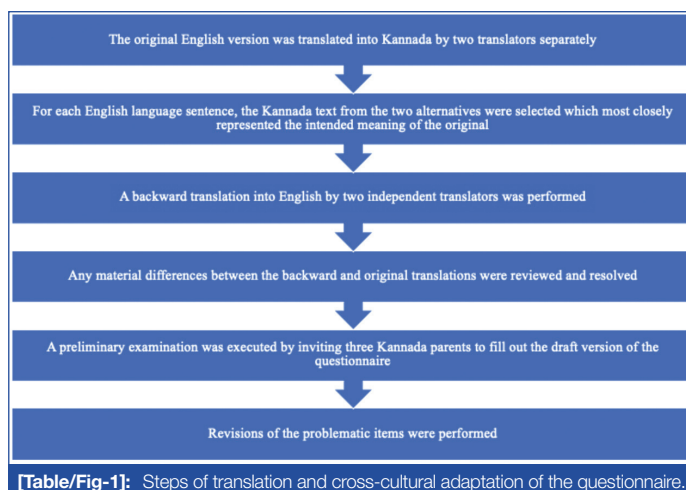 The original English version was translated into Kannada by two translators separately
For each English language sentence, the Kannada text from the two alternatives were selected which most closely
represented the intended meaning of the original
A backward translation into English by two independent translators was performed
Any material differences between the backward and original translations were reviewed and resolved
A preliminary examination was executed by inviting three Kannada parents to fill out the draft version of the
questionnaire
Revisions of the problematic items were performed
[Table/Fig-1]: Steps of translation and cross-cultural adaptation of the questionnaire.